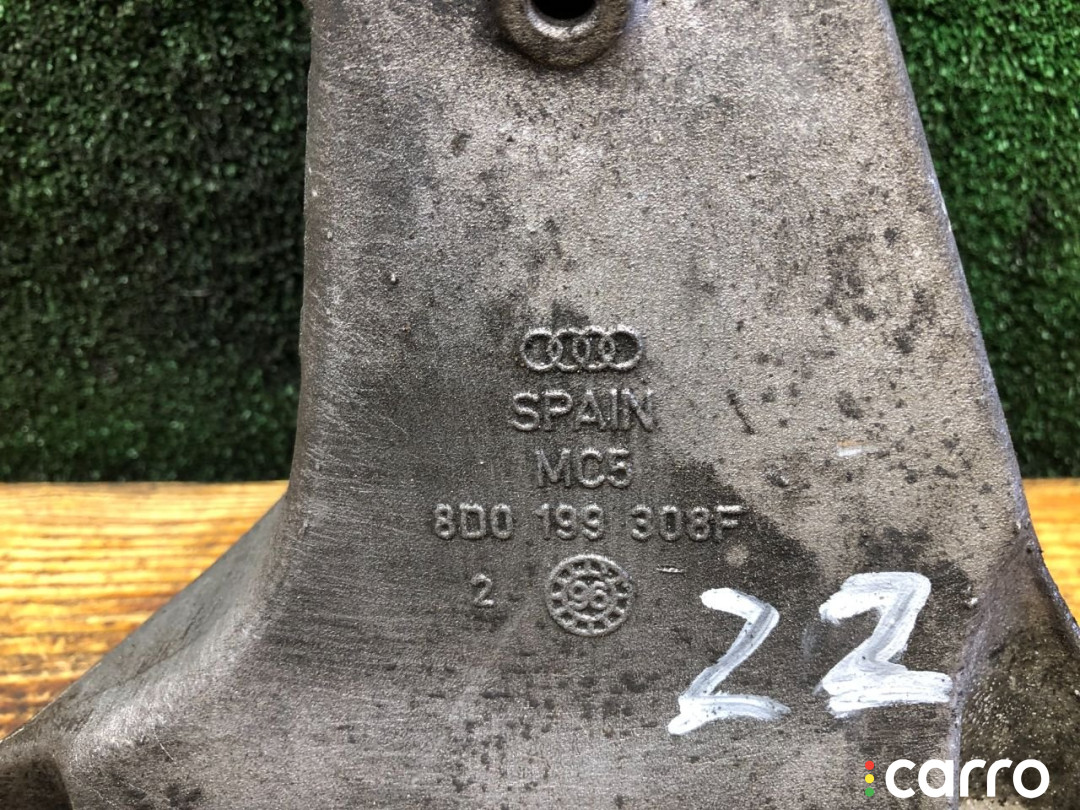 SPAIN
MC5
8D0 199 308F
2 96
22
carro